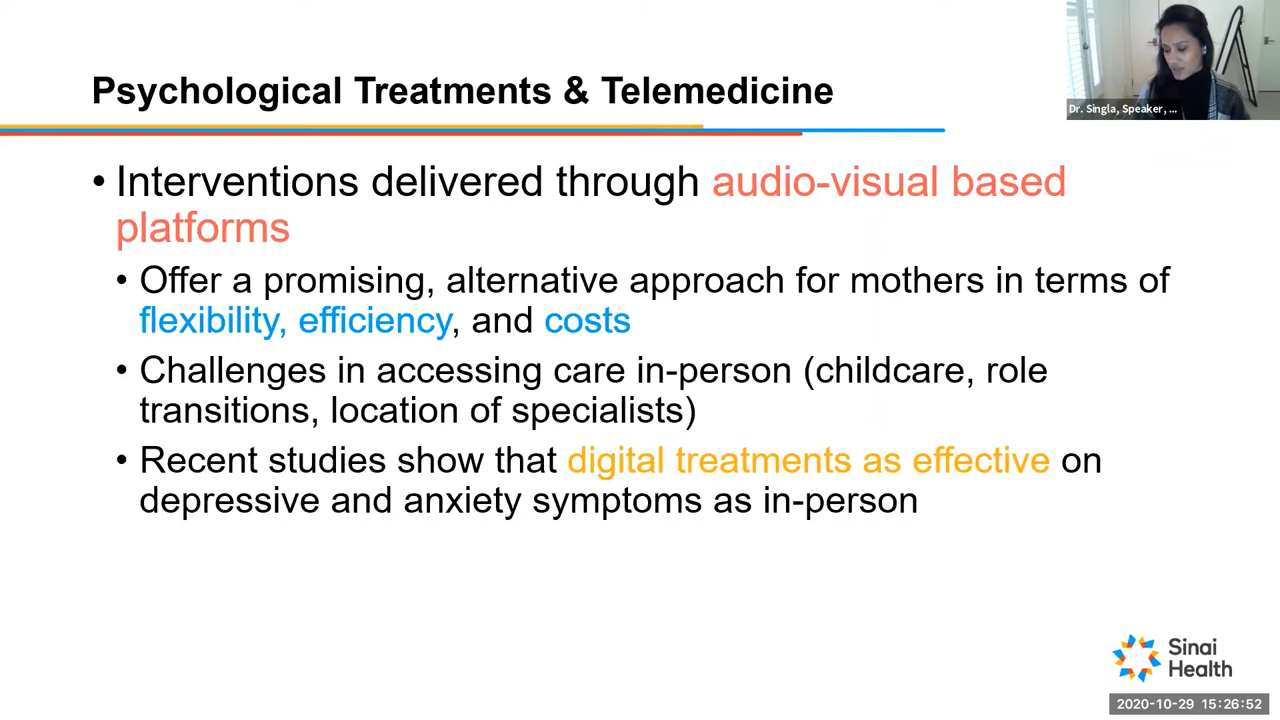 Psychological Treatments & Telemedicine
Dr. Singla, Speaker, ...
• Interventions delivered through audio-visual based
platforms
• Offer a promising, alternative approach for mothers in terms of
flexibility, efficiency, and costs
• Challenges in accessing care in-person (childcare, role
transitions, location of specialists)
• Recent studies show that digital treatments as effective on
depressive and anxiety symptoms as in-person
Sinai
Health
2020-10-29 15:26:52